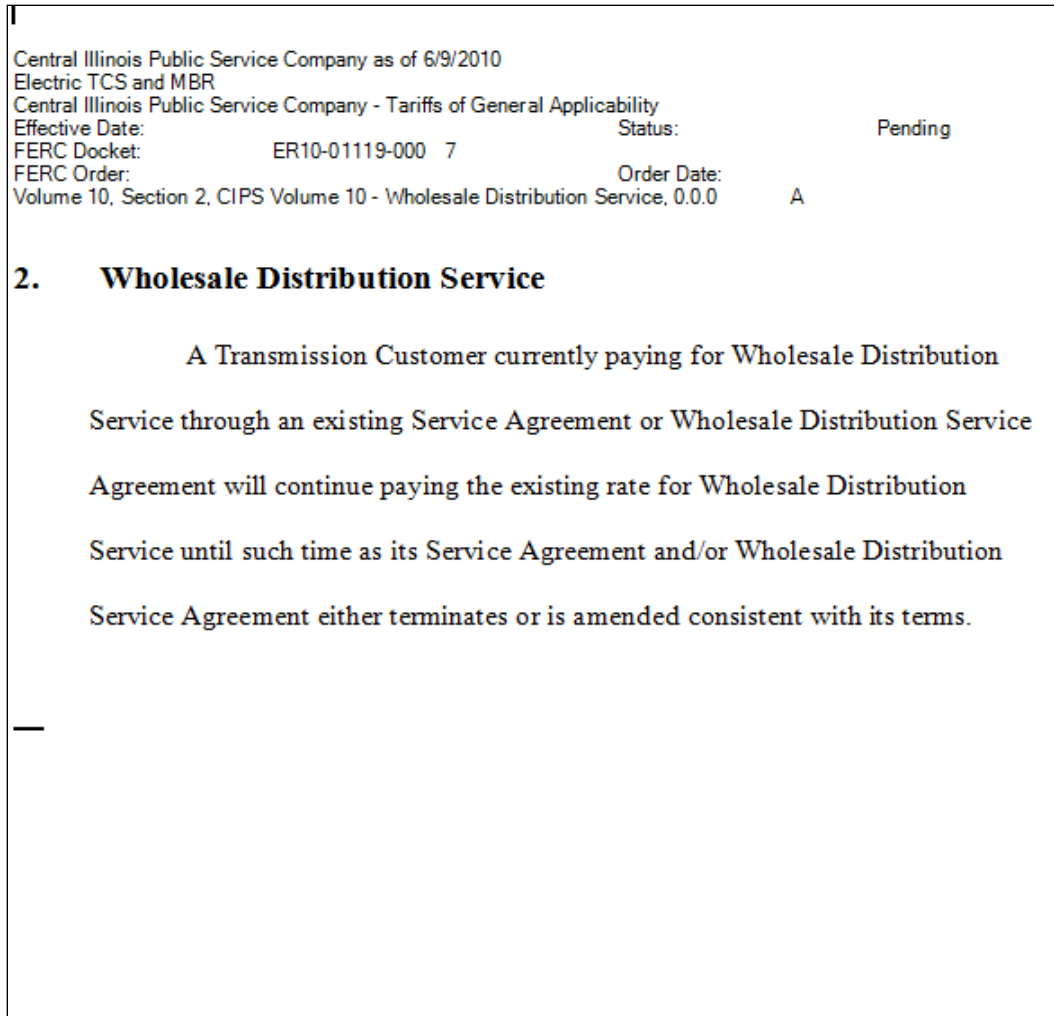 Central Illinois Public Service Company as of 6/9/2010
Electric TCS and MBR
Central Illinois Public Service Company - Tariffs of General Applicability
Effective Date: Status: Pending
FERC Docket: ER10-01119-000 7
FERC Order: Order Date:
Volume 10, Section 2, CIPS Volume 10 - Wholesale Distribution Service, 0.0.0 A
2. Wholesale Distribution Service
A Transmission Customer currently paying for Wholesale Distribution
Service through an existing Service Agreement or Wholesale Distribution Service
Agreement will continue paying the existing rate for Wholesale Distribution
Service until such time as its Service Agreement and/or Wholesale Distribution
Service Agreement either terminates or is amended consistent with its terms.